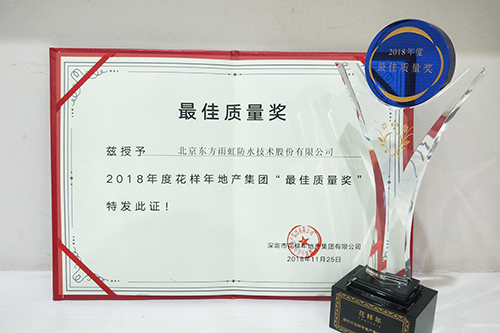 最佳质量奖
兹授予 北京东方雨虹防水技术股份有限公司
2018年度花样年地产集团“最佳质量奖”
特发此证！
深圳市花样年地产集团有限公司
2018年11月25日
2018年度
最佳质量奖
花样年